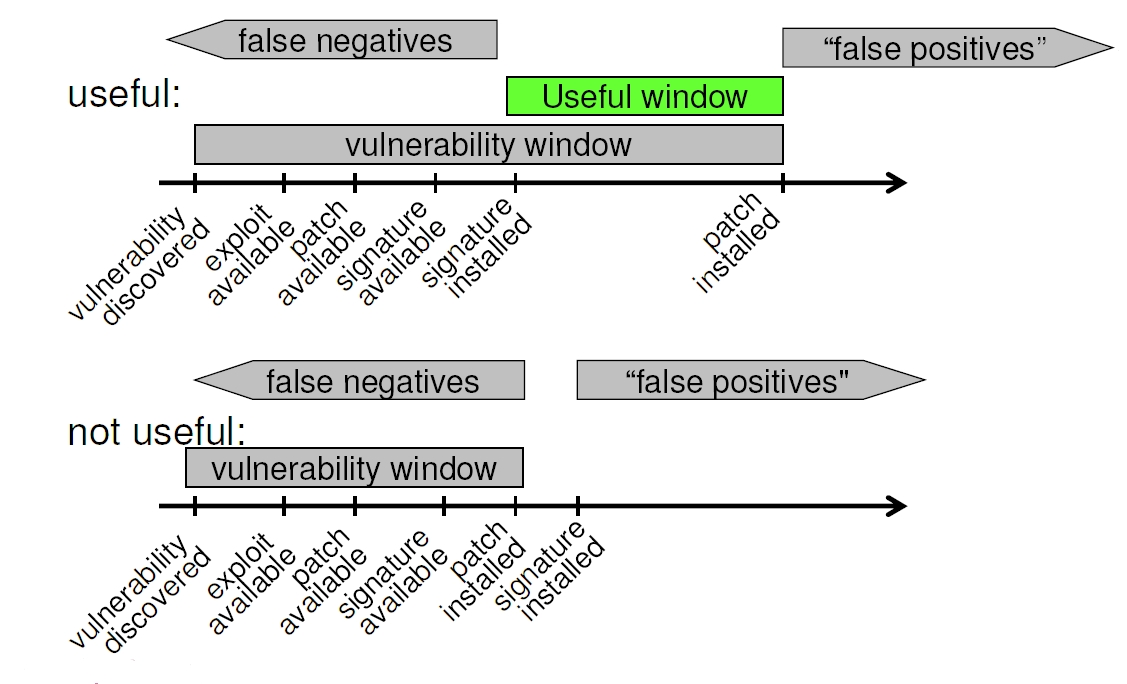 false negatives
“false positives”
useful:
Useful window
vulnerability window
vulnerability
discovered
exploit
available
patch
available
signature
available
signature
installed
patch
installed
false negatives
“false positives"
not useful:
vulnerability window
vulnerability
discovered
exploit
available
patch
available
signature
available
patch
installed
signature
installed